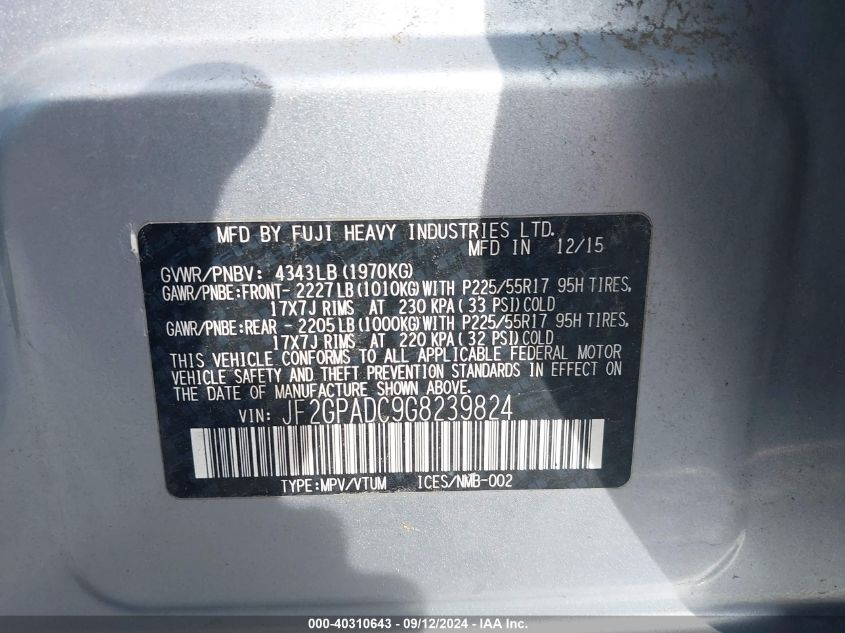 MFD BY FUJI HEAVY INDUSTRIES LTD.
MFD IN 12/15
GVWR/PNBV: 4343LB(1970KG)
GAWR/PNBE:FRONT- 2227LB(1010KG)WITH P225/55R17 95H TIRES,
17X7J RIMS AT 230 KPA(33 PSI)COLD
GAWR/PNBE:REAR - 2205LB(1000KG)WITH P225/55R17 95H TIRES,
17X7J RIMS AT 220 KPA(32 PSI)COLD
THIS VEHICLE CONFORMS TO ALL APPLICABLE FEDERAL MOTOR
VEHICLE SAFETY AND THEFT PREVENTION STANDARDS IN EFFECT ON
THE DATE OF MANUFACTURE SHOWN ABOVE.
VIN: JF2GPADC9G8239824
TYPE:MPV/VTUM ICES/NMB-002
000-40310643 - 09/12/2024 - IAA Inc.